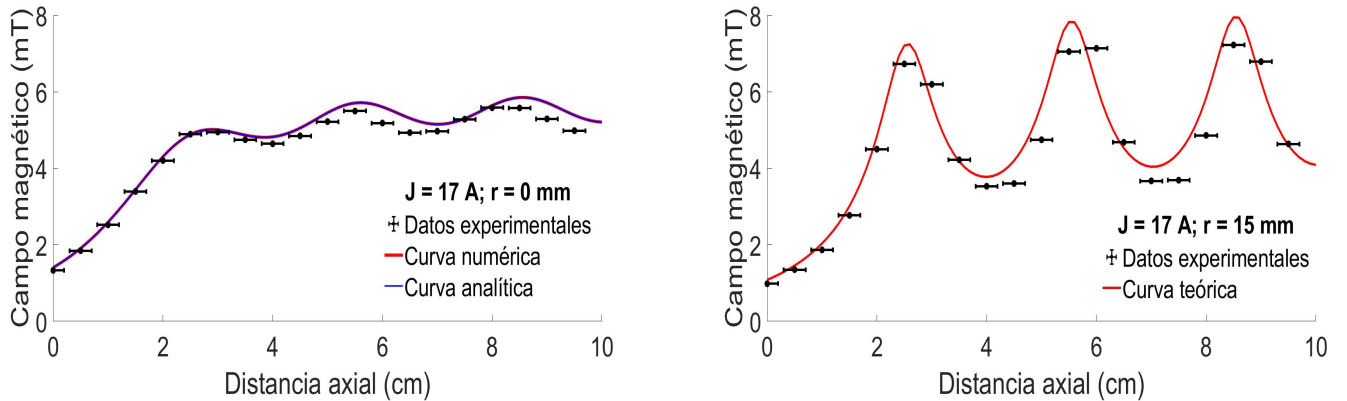 Campo magnético (mT)
8
6
4
2
0
J = 17 A; r = 0 mm
Datos experimentales
Curva numérica
Curva analítica
0 2 4 6 8 10
Distancia axial (cm)
Campo magnético (mT)
8
6
4
2
0
J = 17 A; r = 15 mm
Datos experimentales
Curva teórica
0 2 4 6 8 10
Distancia axial (cm)